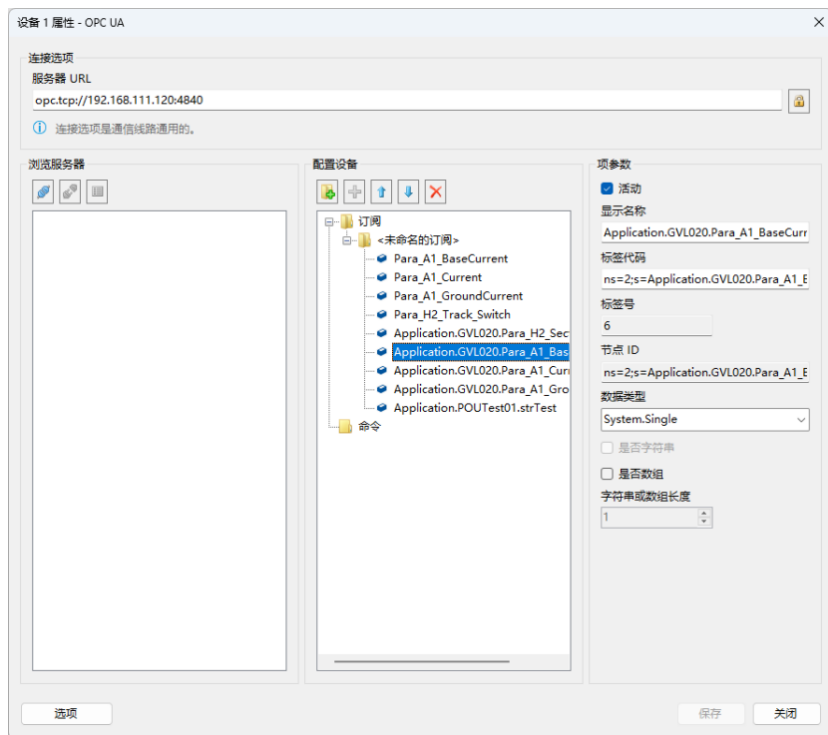 设备 1 属性 - OPC UA
连接选项
服务器 URL
opc.tcp://192.168.111.120:4840
连接选项是通信线路通用的。
浏览服务器
配置设备
订阅
<未命名的订阅>
Para_A1_BaseCurrent
Para_A1_Current
Para_A1_GroundCurrent
Para_H2_Track_Switch
Application.GVL020.Para_H2_Sec
Application.GVL020.Para_A1_Bas
Application.GVL020.Para_A1_Curr
Application.GVL020.Para_A1_Gro
Application.POUTest01.strTest
命令
项参数
活动
显示名称
Application.GVL020.Para_A1_BaseCurr
标签代码
ns=2;s=Application.GVL020.Para_A1_E
标签号
6
节点 ID
ns=2;s=Application.GVL020.Para_A1_E
数据类型
System.Single
是否字符串
是否数组
字符串或数组长度
1
选项
保存
关闭